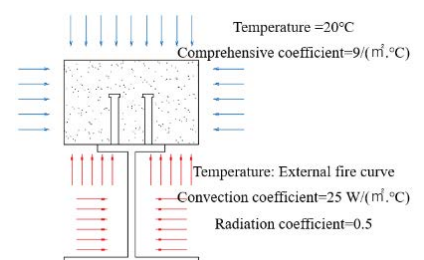 Temperature =20℃
Comprehensive coefficient=9/(㎡.℃)
Temperature: External fire curve
Convection coefficient=25 W/(㎡.℃)
Radiation coefficient=0.5